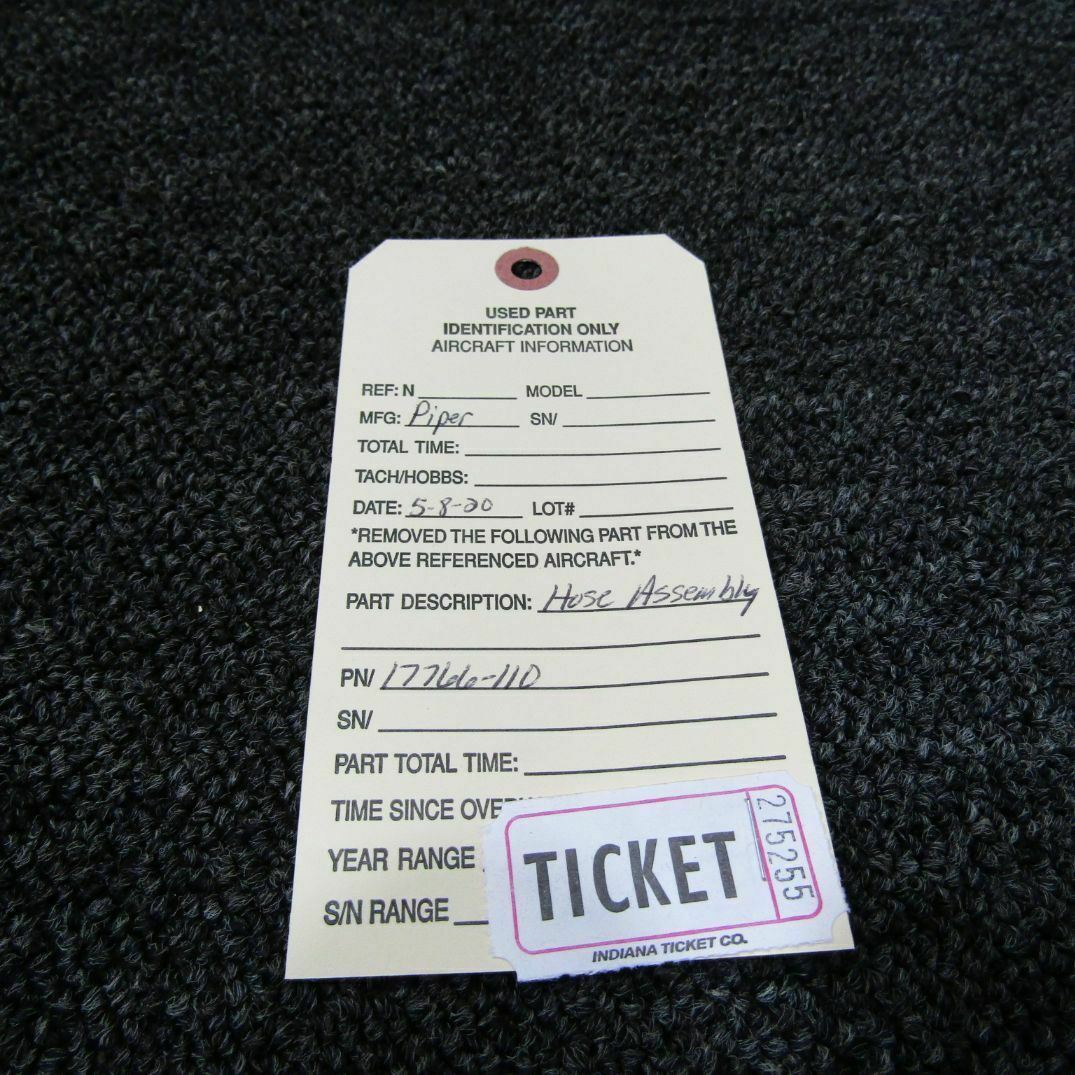 USED PART
IDENTIFICATION ONLY
AIRCRAFT INFORMATION
REF: N MODEL
MFG: Piper SN/
TOTAL TIME:
TACH/HOBBS:
DATE: 5-8-20 LOT#
*REMOVED THE FOLLOWING PART FROM THE
ABOVE REFERENCED AIRCRAFT.*
PART DESCRIPTION: Hose Assembly
PN/ 17766-110
SN/
PART TOTAL TIME:
TIME SINCE
YEAR RANGE
S/N RANGE
TICKET
275255
INDIANA TICKET CO.